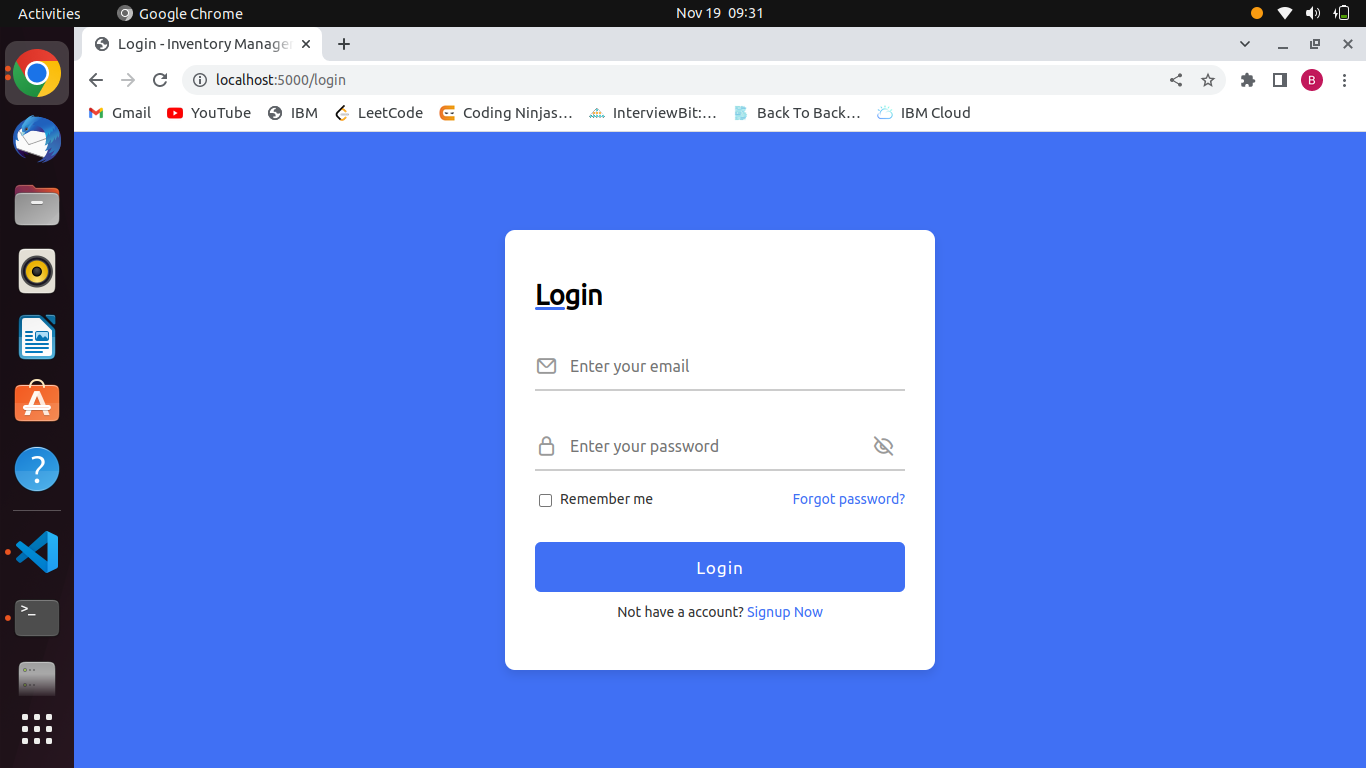 Activities Google Chrome Nov 19 09:31
Login - Inventory Manage
localhost:5000/login B
Gmail YouTube IBM LeetCode Coding Ninjas… InterviewBit:… Back To Back… IBM Cloud
Login
Enter your email
Enter your password
Remember me Forgot password?
Login
Not have a account? Signup Now